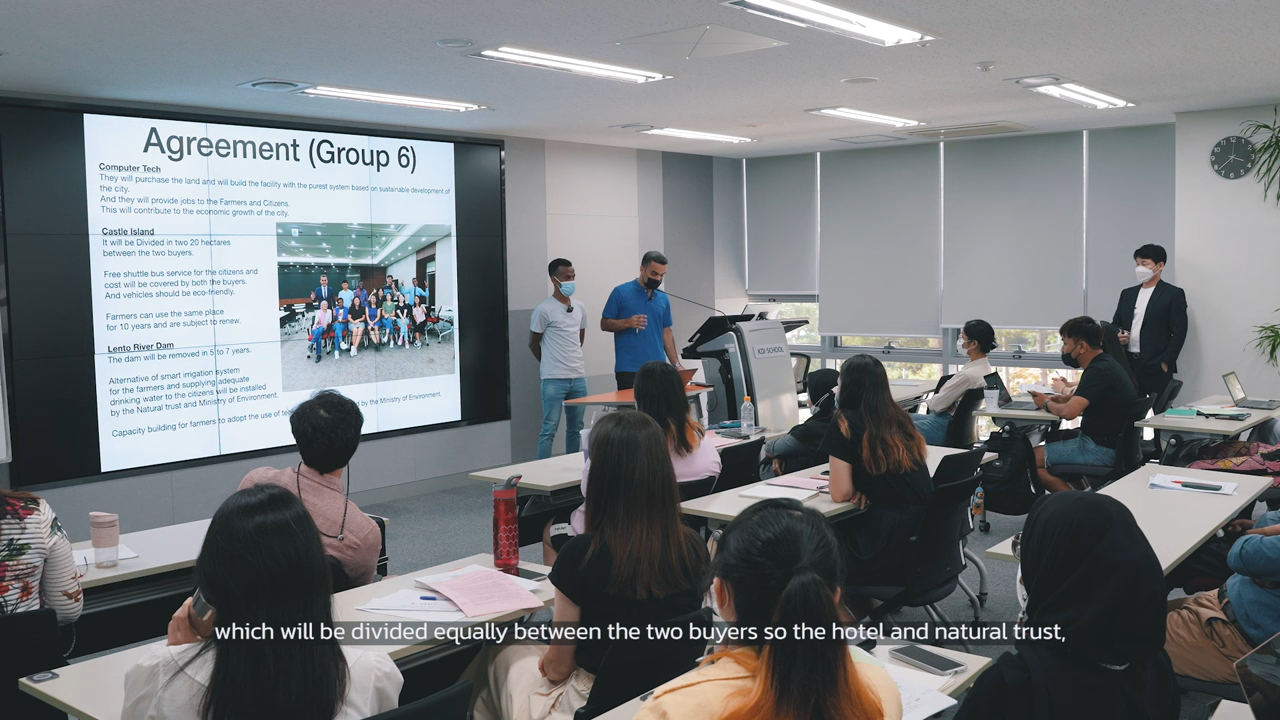 Agreement (Group 6)
Computer Tech
They will purchase the land and will build the facility with the purest system based on sustainable development of
the city.
And they will provide jobs to the Farmers and Citizens.
This will contribute to the economic growth of the city.
Castle Island
It will be Divided in two 20 hectares
between the two buyers.
Free shuttle bus service for the citizens and
cost will be covered by both the buyers.
And vehicles should be eco-friendly.
Farmers can use the same place
for 10 years and are subject to renew.
Lento River Dam
The dam will be removed in 5 to 7 years.
Alternative of smart irrigation system
for the farmers and supplying adequate
drinking water to the citizens will be installed
by the Natural trust and Ministry of Environment.
Capacity building for farmers to adopt the use of by the Ministry of Environment.
KDI SCHOOL
which will be divided equally between the two buyers so the hotel and natural trust,